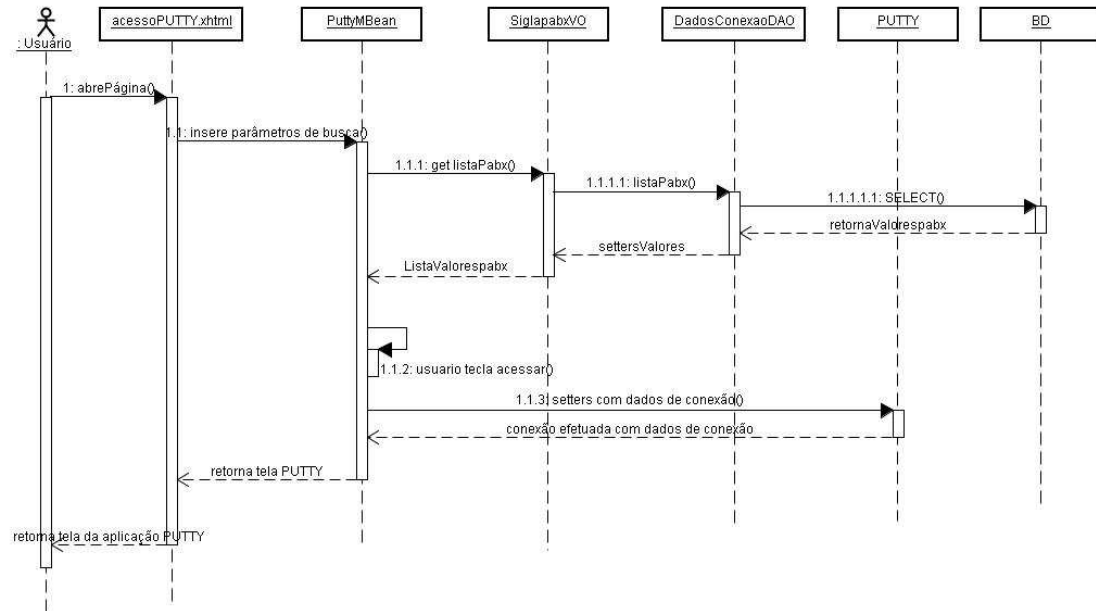 : Usuário
acessoPUTTY.xhtml
PuttyMBean
SiglapabxVO
DadosConexaoDAO
PUTTY
BD
1: abrePágina()
1.1: insere parâmetros de busca()
1.1.1: get listaPabx()
1.1.1.1: listaPabx()
1.1.1.1.1: SELECT()
retornaValorespabx
settersValores
ListaValorespabx
1.1.2: usuario tecla acessar()
1.1.3: setters com dados de conexão()
conexão efetuada com dados de conexão
retorna tela PUTTY
retorna tela da aplicação PUTTY